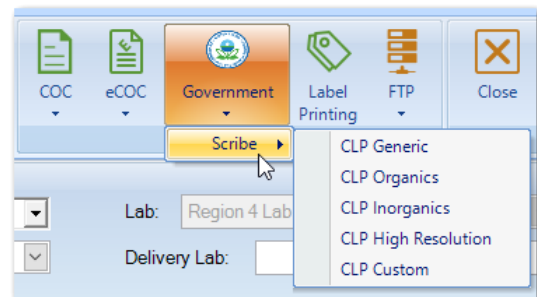 COC
eCOC
Government
Label
Printing
FTP
Close
Scribe
CLP Generic
CLP Organics
CLP Inorganics
CLP High Resolution
CLP Custom
Lab:
Region 4 Lab
Delivery Lab: